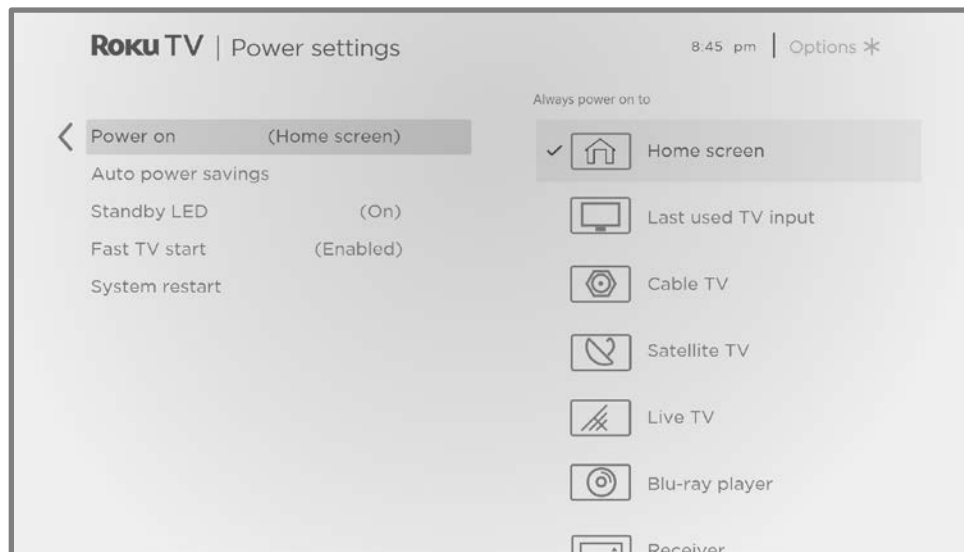 Roku TV | Power settings
8:45 pm | Options
Always power on to
Power on (Home screen)
Auto power savings
Standby LED (On)
Fast TV start (Enabled)
System restart
Home screen
Last used TV input
Cable TV
Satellite TV
Live TV
Blu-ray player
Receiver